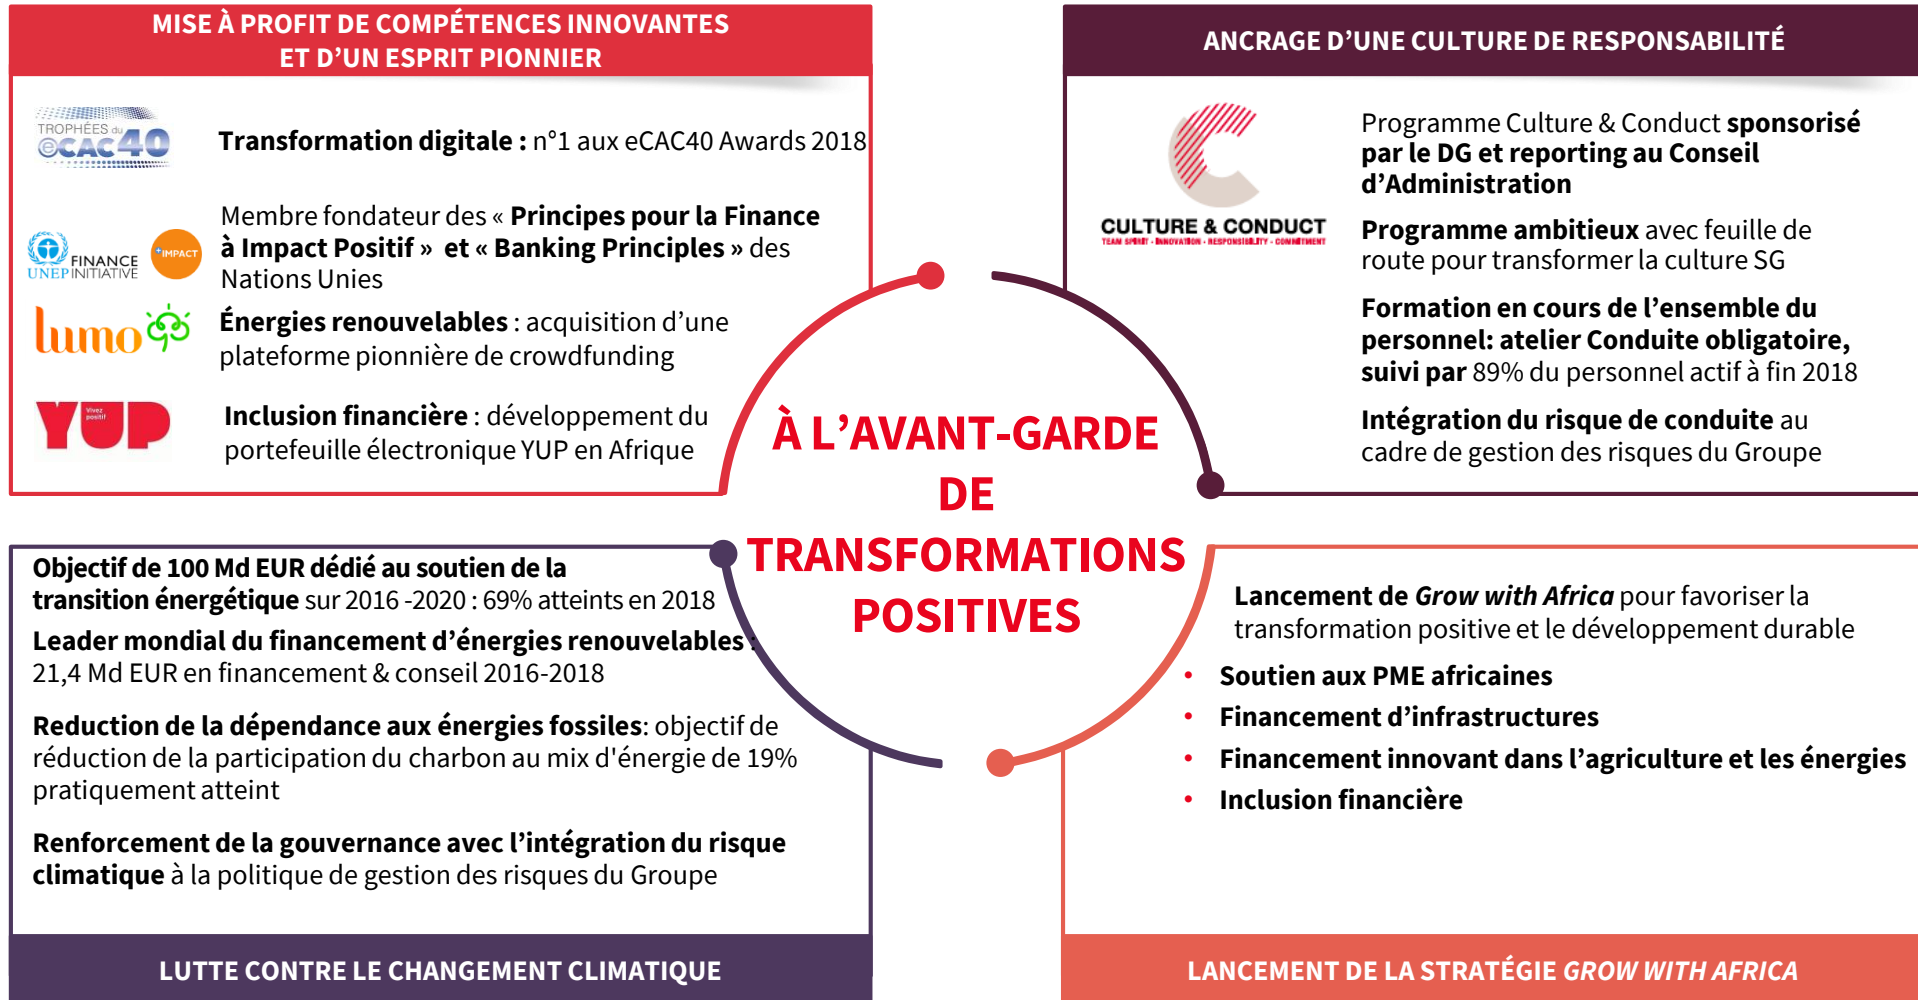 MISE À PROFIT DE COMPÉTENCES INNOVANTES
ET D'UN ESPRIT PIONNIER
TROPHÉES du
eCAC40
Transformation digitale : n°1 aux eCAC40 Awards 2018
Membre fondateur des « Principes pour la Finance
à Impact Positif » et « Banking Principles » des
Nations Unies
FINANCE
UNEP INITIATIVE
+IMPACT
lumo
Énergies renouvelables : acquisition d'une
plateforme pionnière de crowdfunding
YUP
Vivez
positif
Inclusion financière : développement du
portefeuille électronique YUP en Afrique
ANCRAGE D'UNE CULTURE DE RESPONSABILITÉ
CULTURE & CONDUCT
TEAM SPIRIT - INNOVATION - RESPONSIBILITY - COMMITMENT
Programme Culture & Conduct sponsorisé
par le DG et reporting au Conseil
d'Administration
Programme ambitieux avec feuille de
route pour transformer la culture SG
Formation en cours de l'ensemble du
personnel: atelier Conduite obligatoire,
suivi par 89% du personnel actif à fin 2018
Intégration du risque de conduite au
cadre de gestion des risques du Groupe
À L'AVANT-GARDE
DE
TRANSFORMATIONS
POSITIVES
Objectif de 100 Md EUR dédié au soutien de la
transition énergétique sur 2016 -2020 : 69% atteints en 2018
Leader mondial du financement d'énergies renouvelables :
21,4 Md EUR en financement & conseil 2016-2018
Reduction de la dépendance aux énergies fossiles: objectif de
réduction de la participation du charbon au mix d'énergie de 19%
pratiquement atteint
Renforcement de la gouvernance avec l'intégration du risque
climatique à la politique de gestion des risques du Groupe
LUTTE CONTRE LE CHANGEMENT CLIMATIQUE
Lancement de Grow with Africa pour favoriser la
transformation positive et le développement durable
• Soutien aux PME africaines
• Financement d'infrastructures
• Financement innovant dans l'agriculture et les énergies
• Inclusion financière
LANCEMENT DE LA STRATÉGIE GROW WITH AFRICA